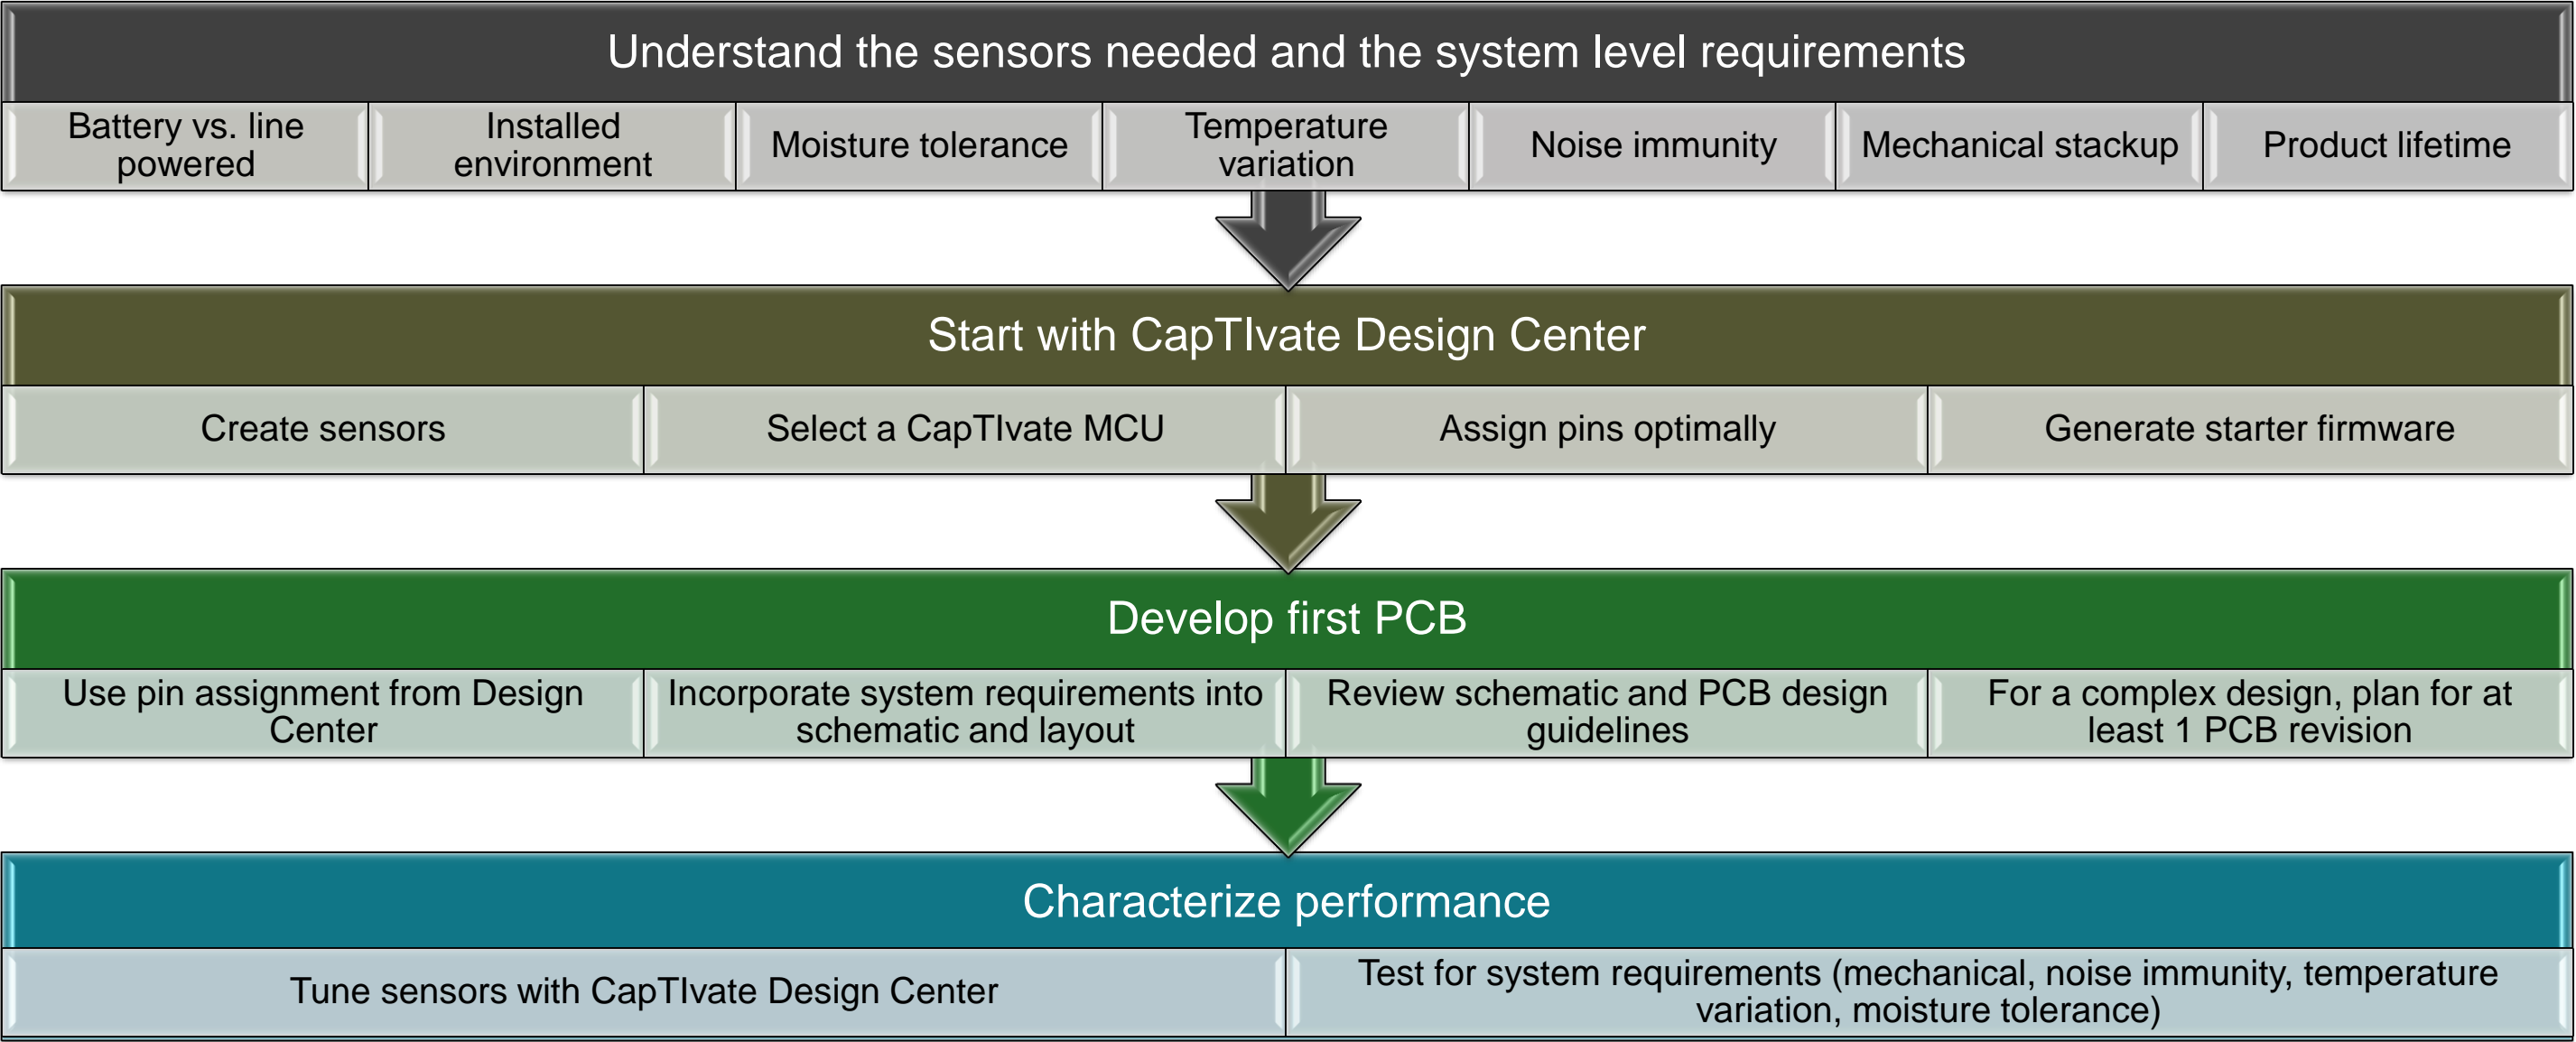 Understand the sensors needed and the system level requirements
Battery vs. line
powered
Installed
environment
Moisture tolerance
Temperature
variation
Noise immunity
Mechanical stackup
Product lifetime
Start with CapTIvate Design Center
Create sensors
Select a CapTIvate MCU
Assign pins optimally
Generate starter firmware
Develop first PCB
Use pin assignment from Design
Center
Incorporate system requirements into
schematic and layout
Review schematic and PCB design
guidelines
For a complex design, plan for at
least 1 PCB revision
Characterize performance
Tune sensors with CapTIvate Design Center
Test for system requirements (mechanical, noise immunity, temperature
variation, moisture tolerance)